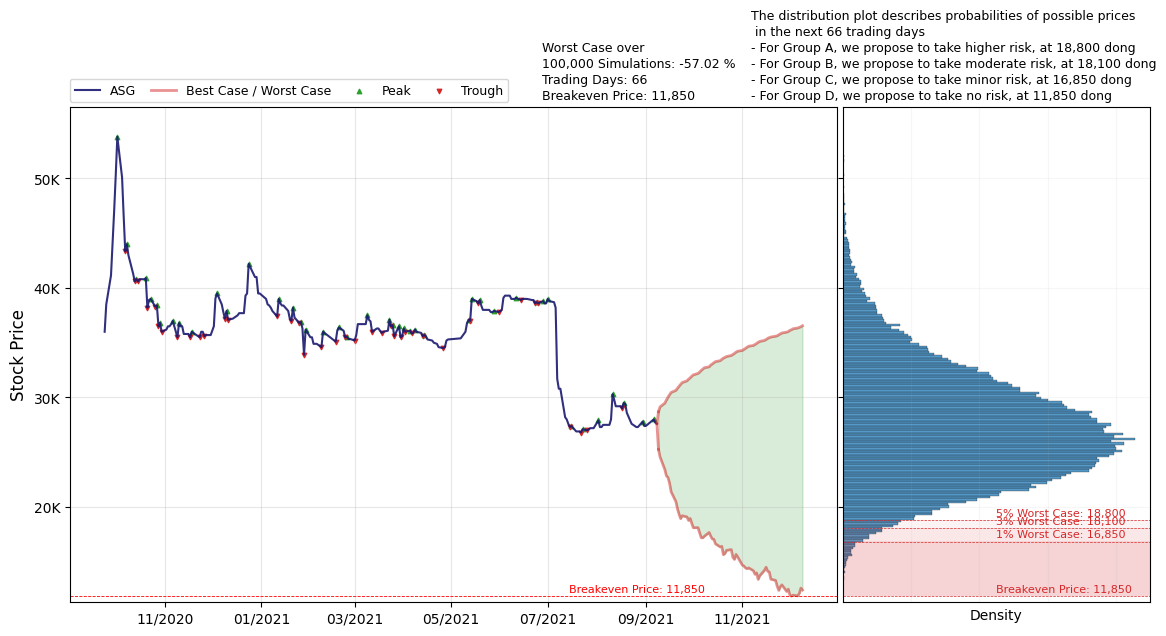 The distribution plot describes probabilities of possible prices
in the next 66 trading days
- For Group A, we propose to take higher risk, at 18,800 dong
- For Group B, we propose to take moderate risk, at 18,100 dong
- For Group C, we propose to take minor risk, at 16,850 dong
- For Group D, we propose to take no risk, at 11,850 dong
Worst Case over
100,000 Simulations: -57.02 %
Trading Days: 66
Breakeven Price: 11,850
ASG
Best Case / Worst Case
Peak
Trough
Stock Price
50K
40K
30K
20K
11/2020
01/2021
03/2021
05/2021
07/2021
09/2021
11/2021
Breakeven Price: 11,850
5% Worst Case: 18,800
3% Worst Case: 18,100
1% Worst Case: 16,850
Breakeven Price: 11,850
Density